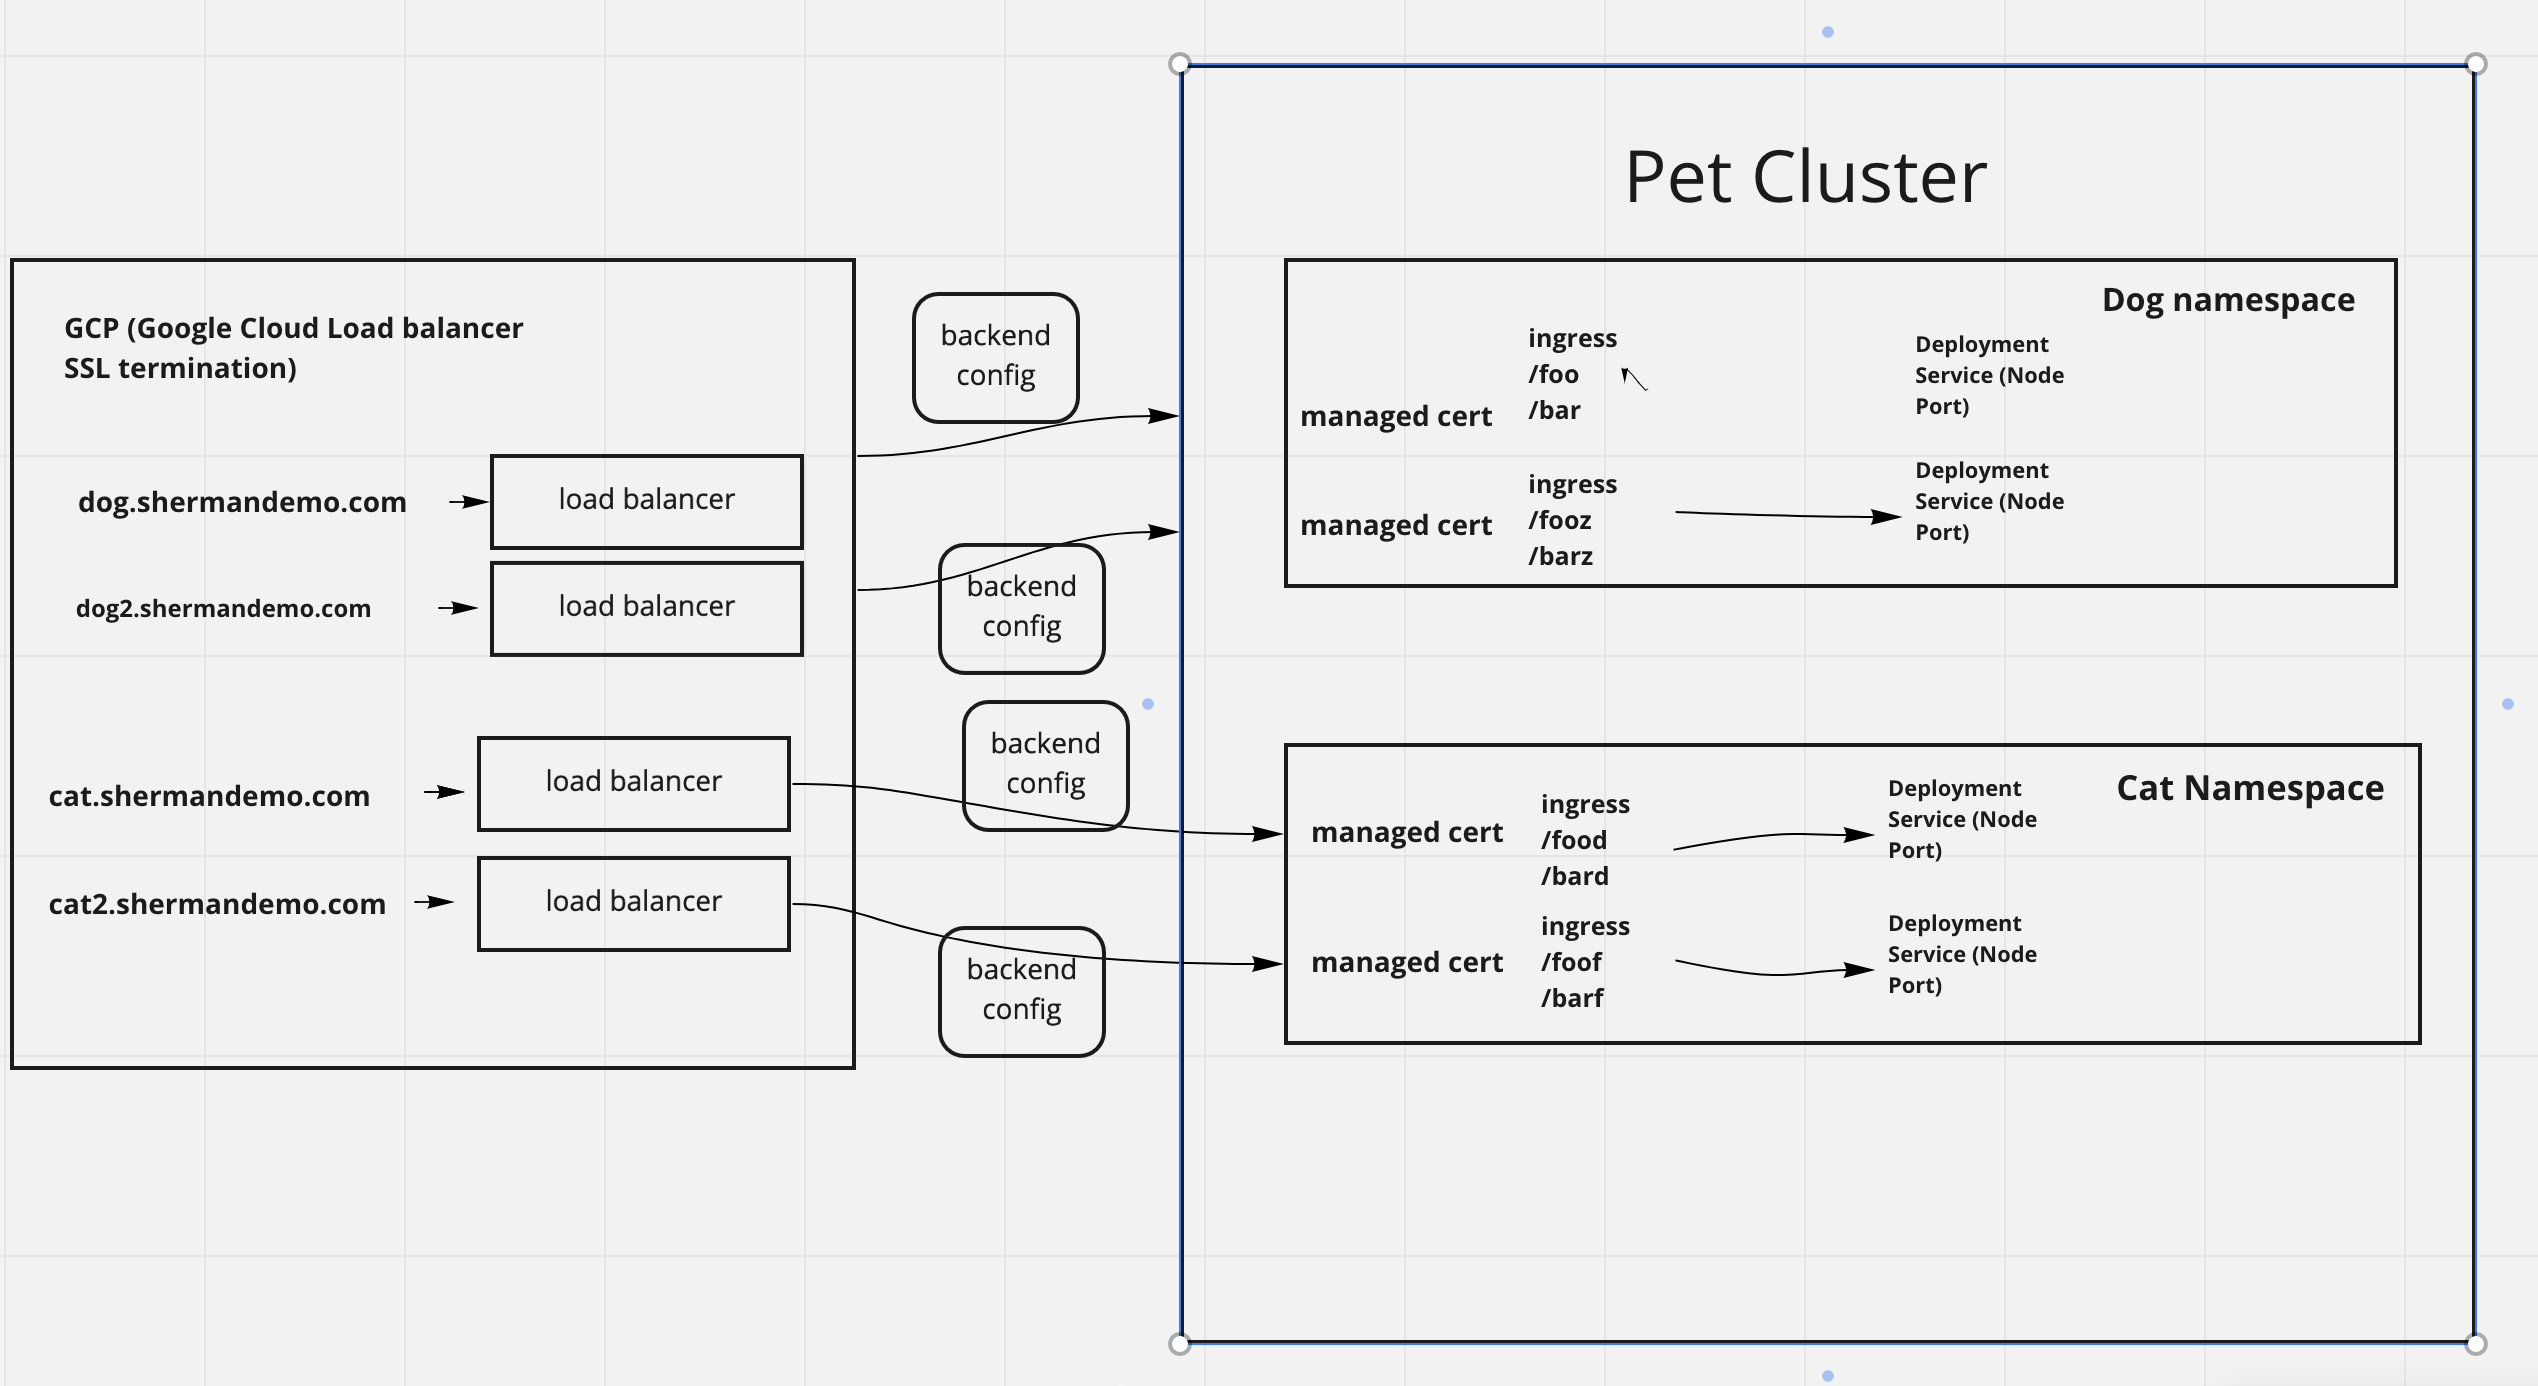 Pet Cluster
GCP (Google Cloud Load balancer
SSL termination)
dog.shermandemo.com
load balancer
dog2.shermandemo.com
load balancer
cat.shermandemo.com
load balancer
cat2.shermandemo.com
load balancer
backend
config
backend
config
backend
config
backend
config
Dog namespace
managed cert
ingress
/foo
/bar
Deployment
Service (Node
Port)
managed cert
ingress
/fooz
/barz
Deployment
Service (Node
Port)
Cat Namespace
managed cert
ingress
/food
/bard
Deployment
Service (Node
Port)
managed cert
ingress
/foof
/barf
Deployment
Service (Node
Port)